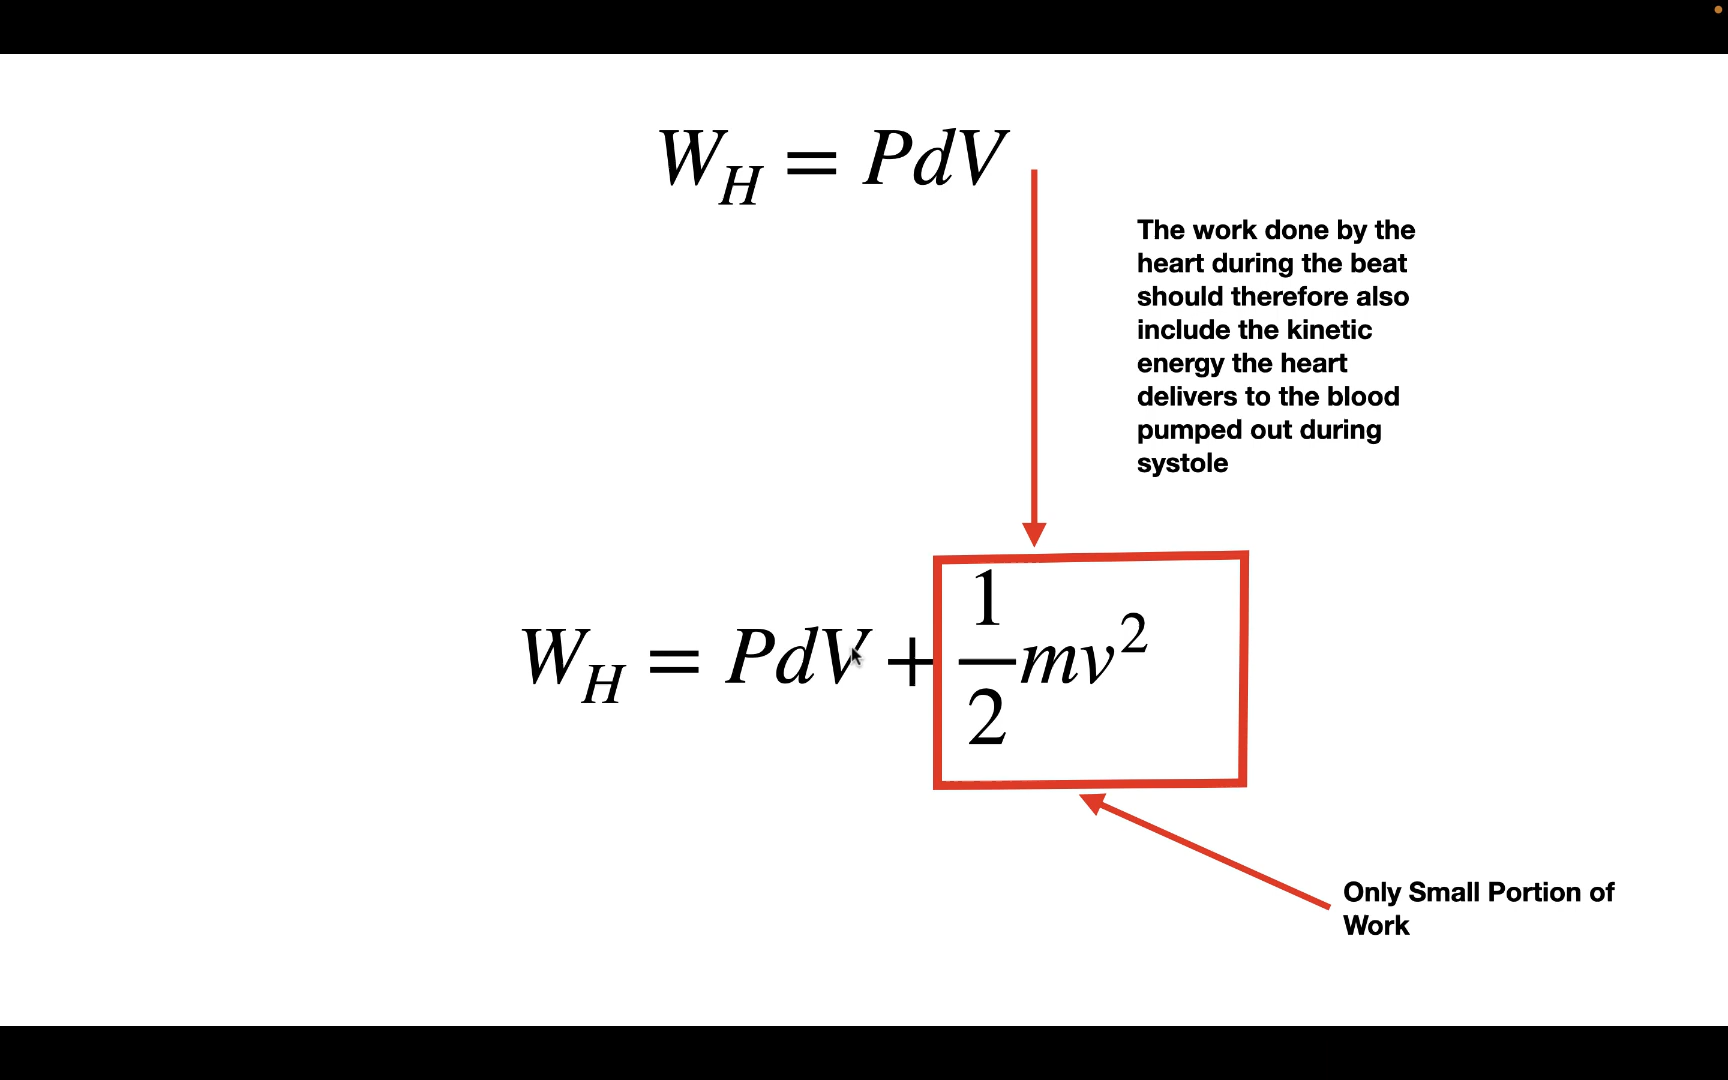 W_H = PdV
The work done by the
heart during the beat
should therefore also
include the kinetic
energy the heart
delivers to the blood
pumped out during
systole
W_H = PdV + \frac{1}{2}mv^2
Only Small Portion of
Work